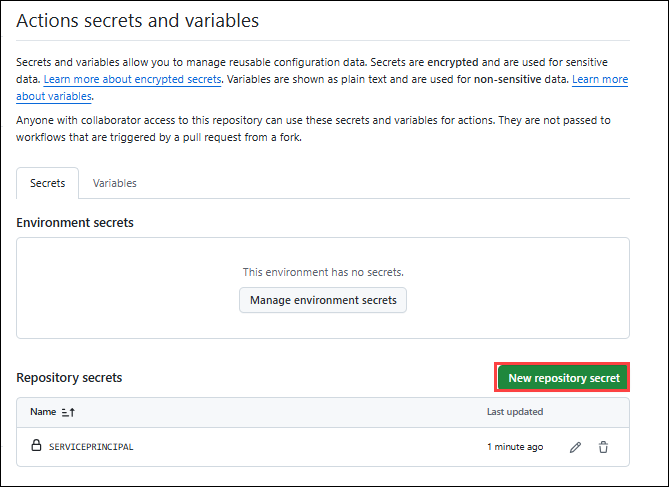 Actions secrets and variables
Secrets and variables allow you to manage reusable configuration data. Secrets are encrypted and are used for sensitive
data. Learn more about encrypted secrets. Variables are shown as plain text and are used for non-sensitive data. Learn more
about variables.
Anyone with collaborator access to this repository can use these secrets and variables for actions. They are not passed to
workflows that are triggered by a pull request from a fork.
Secrets Variables
Environment secrets
This environment has no secrets.
Manage environment secrets
Repository secrets New repository secret
Name Last updated
SERVICEPRINCIPAL 1 minute ago